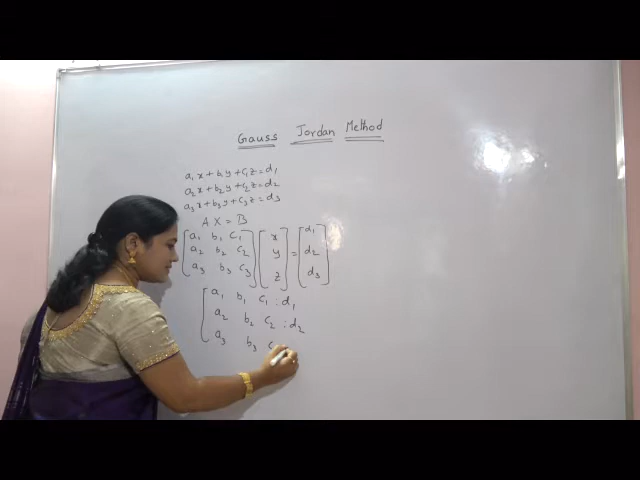 Gauss Jordan Method
a₁x + b₁y + c₁z = d₁
a₂x + b₂y + c₂z = d₂
a₃x + b₃y + c₃z = d₃
AX = B
[a₁ b₁ c₁] [x] = [d₁]
[a₂ b₂ c₂] [y] = [d₂]
[a₃ b₃ c₃] [z] = [d₃]
[a₁ b₁ c₁ : d₁
a₂ b₂ c₂ : d₂
a₃ b₃ c